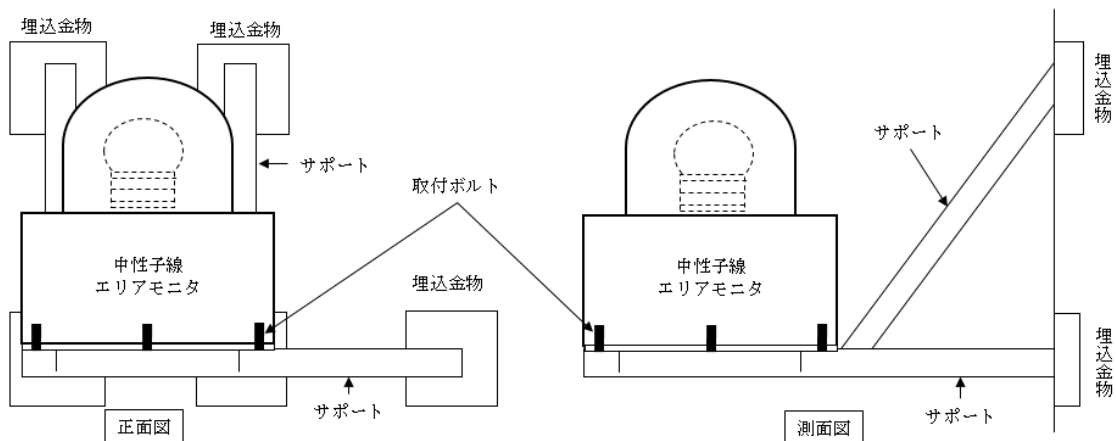 埋込金物
埋込金物
サポート
取付ボルト
中性子線
エリアモニタ
埋込金物
サポート
正面図
埋込金物
サポート
中性子線
エリアモニタ
埋込金物
サポート
測面図